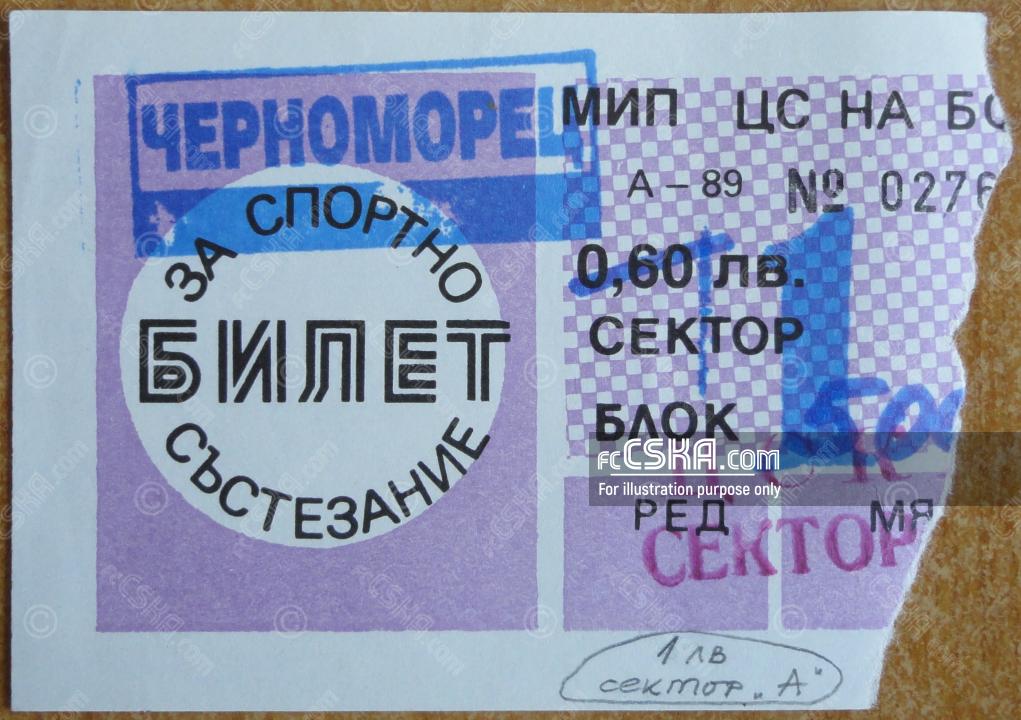 ЧЕРНОМОРЕЦ
ЗА СПОРТНО
БИЛЕТ
СЪСТЕЗАНИЕ
МИП ЦС НА БС
А – 89 № 0276
0,60 лв.
СЕКТОР
БЛОК
fcCSKA.com
For illustration purpose only
РЕД МЯ
СЕКТОР
1 лв
сектор „А“